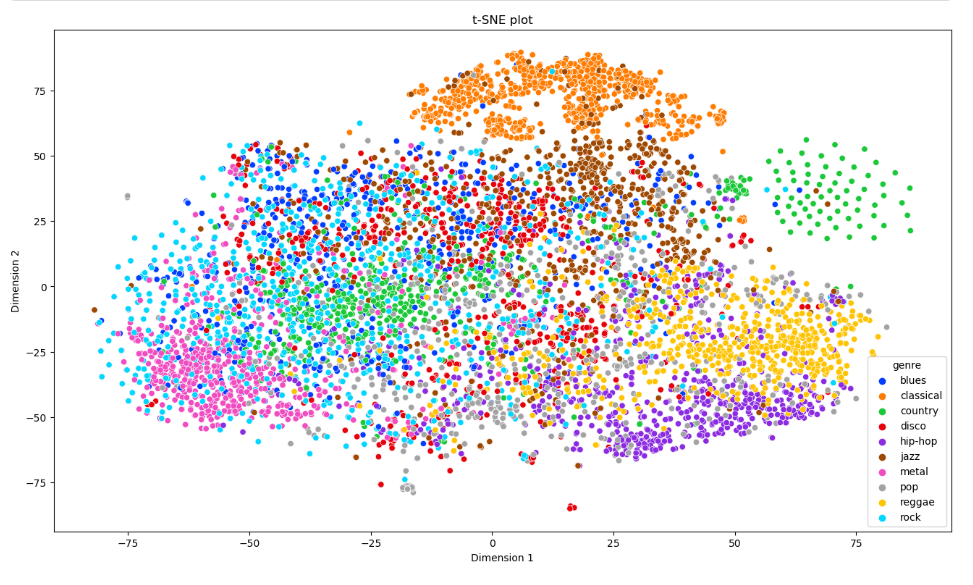 t-SNE plot
75
50
25
0
−25
−50
−75
Dimension 2
−75
−50
−25
0
25
50
75
Dimension 1
genre
blues
classical
country
disco
hip-hop
jazz
metal
pop
reggae
rock